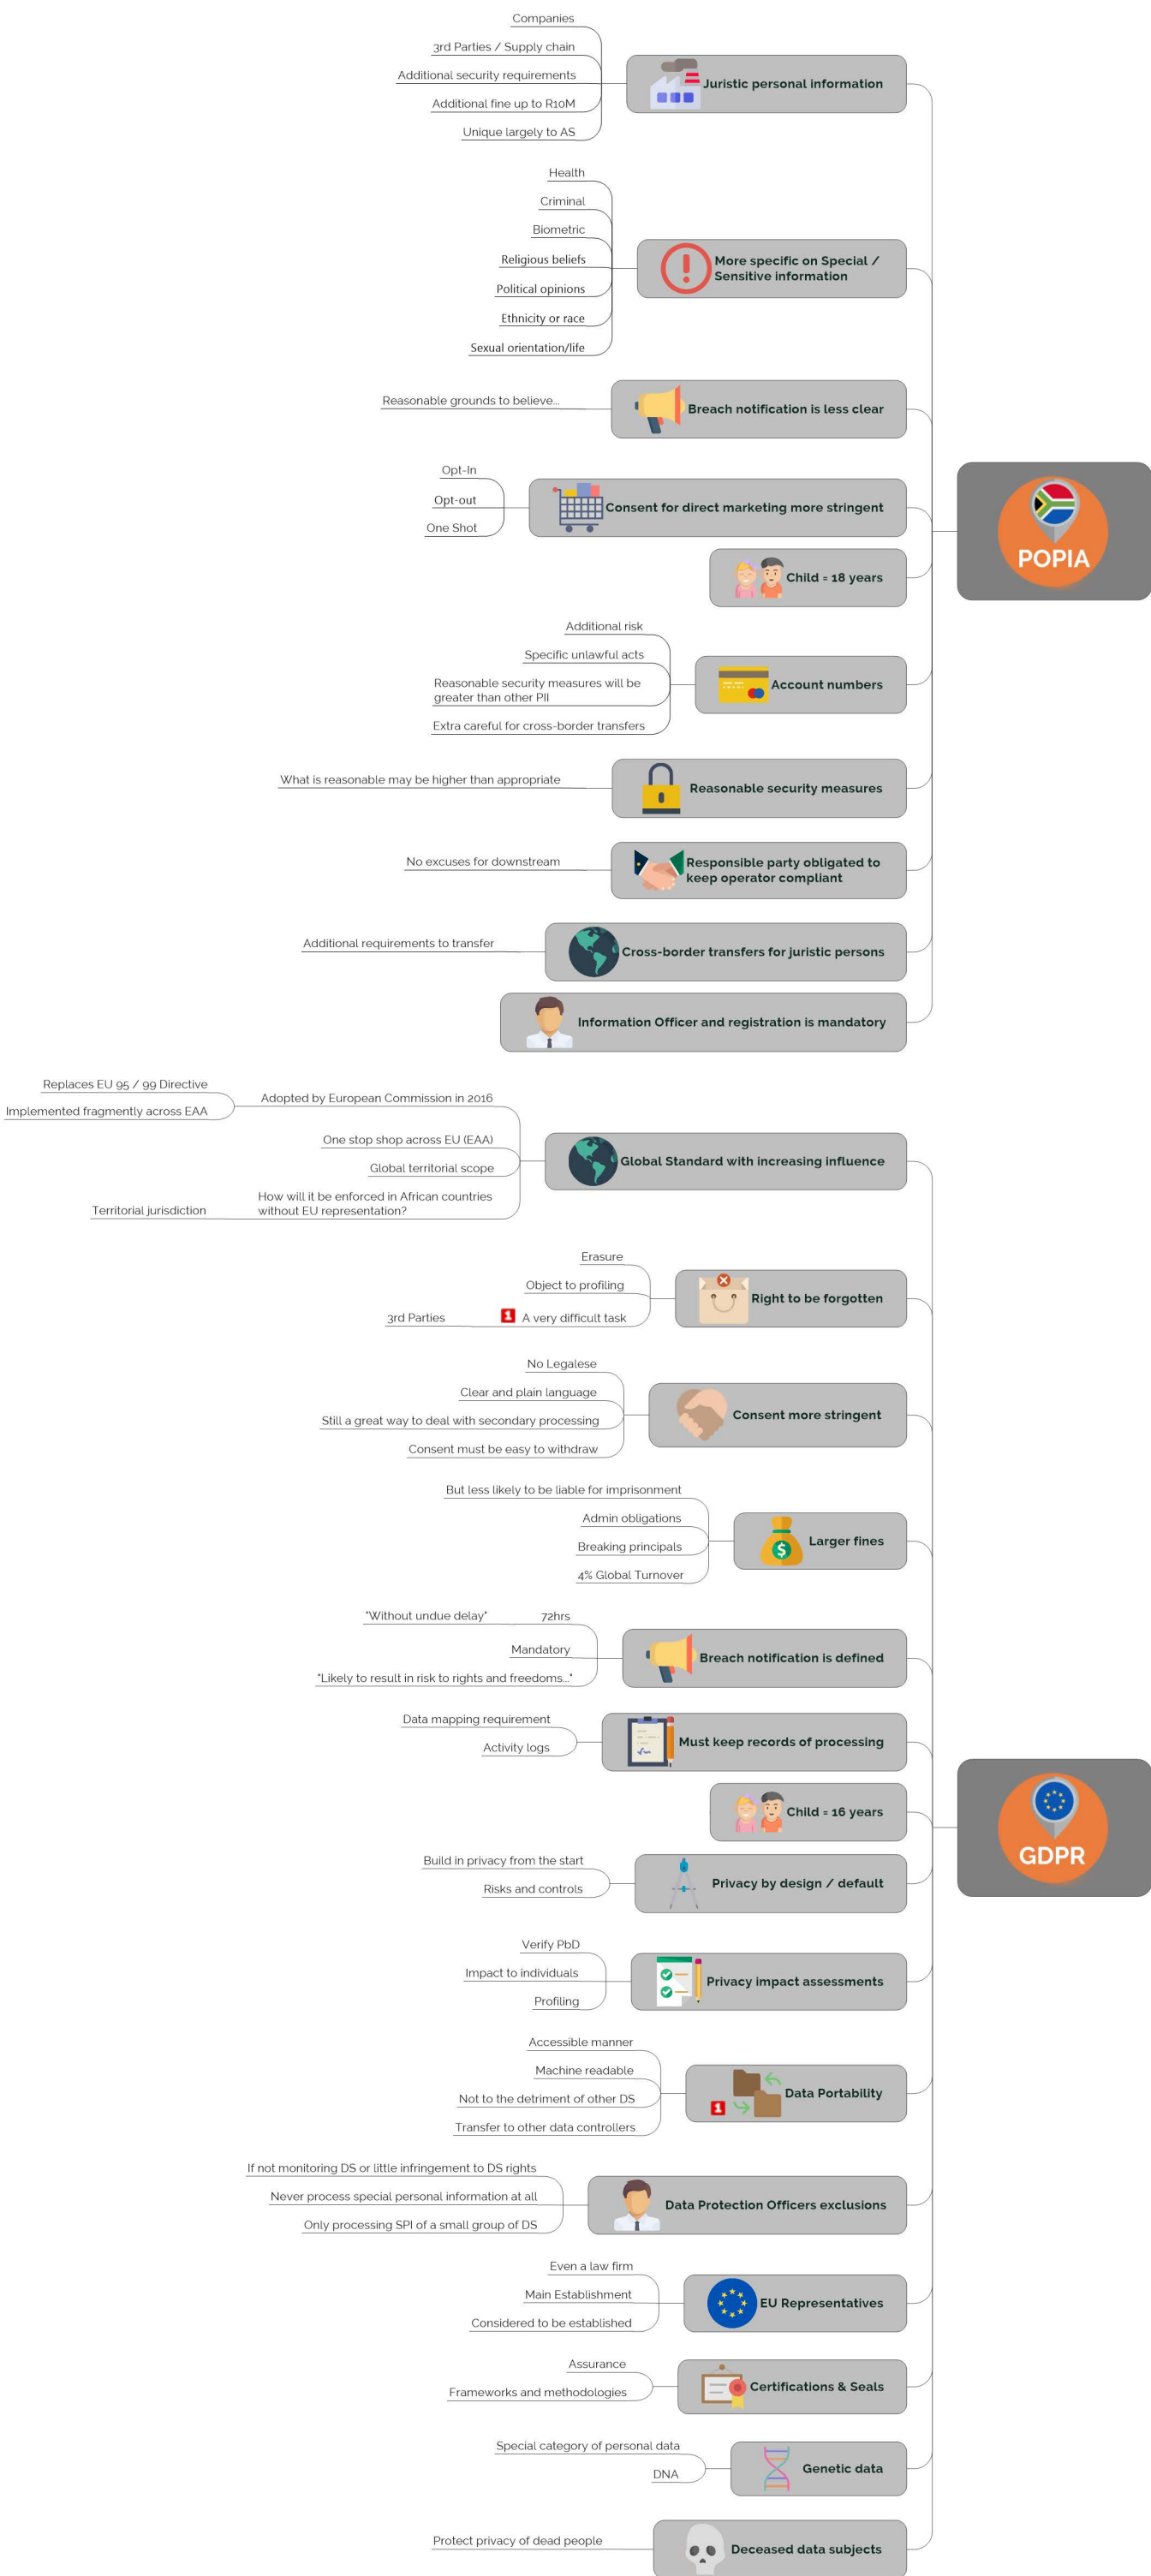 Companies
3rd Parties / Supply chain
Additional security requirements
Additional fine up to R10M
Unique largely to AS
Juristic personal information
Health
Criminal
Biometric
Religious beliefs
Political opinions
Ethnicity or race
Sexual orientation/life
More specific on Special /
Sensitive information
Reasonable grounds to believe...
Breach notification is less clear
Opt-In
Opt-out
One Shot
Consent for direct marketing more stringent
POPIA
Child = 18 years
Additional risk
Specific unlawful acts
Reasonable security measures will be
greater than other PII
Extra careful for cross-border transfers
Account numbers
What is reasonable may be higher than appropriate
Reasonable security measures
No excuses for downstream
Responsible party obligated to
keep operator compliant
Additional requirements to transfer
Cross-border transfers for juristic persons
Information Officer and registration is mandatory
Replaces EU 95 / 99 Directive
Implemented fragmently across EAA
Adopted by European Commission in 2016
One stop shop across EU (EAA)
Global territorial scope
Territorial jurisdiction
How will it be enforced in African countries
without EU representation?
Global Standard with increasing influence
Erasure
Object to profiling
3rd Parties
1 A very difficult task
Right to be forgotten
No Legalese
Clear and plain language
Still a great way to deal with secondary processing
Consent must be easy to withdraw
Consent more stringent
But less likely to be liable for imprisonment
Admin obligations
Breaking principals
4% Global Turnover
$
Larger fines
"Without undue delay"
72hrs
Mandatory
"Likely to result in risk to rights and freedoms..."
Breach notification is defined
Data mapping requirement
Activity logs
Must keep records of processing
Child = 16 years
GDPR
Build in privacy from the start
Risks and controls
Privacy by design / default
Verify PbD
Impact to individuals
Profiling
Privacy impact assessments
Accessible manner
Machine readable
Not to the detriment of other DS
Transfer to other data controllers
1
Data Portability
If not monitoring DS or little infringement to DS rights
Never process special personal information at all
Only processing SPI of a small group of DS
Data Protection Officers exclusions
Even a law firm
Main Establishment
Considered to be established
EU Representatives
Assurance
Frameworks and methodologies
Certifications & Seals
Special category of personal data
DNA
Genetic data
Protect privacy of dead people
Deceased data subjects